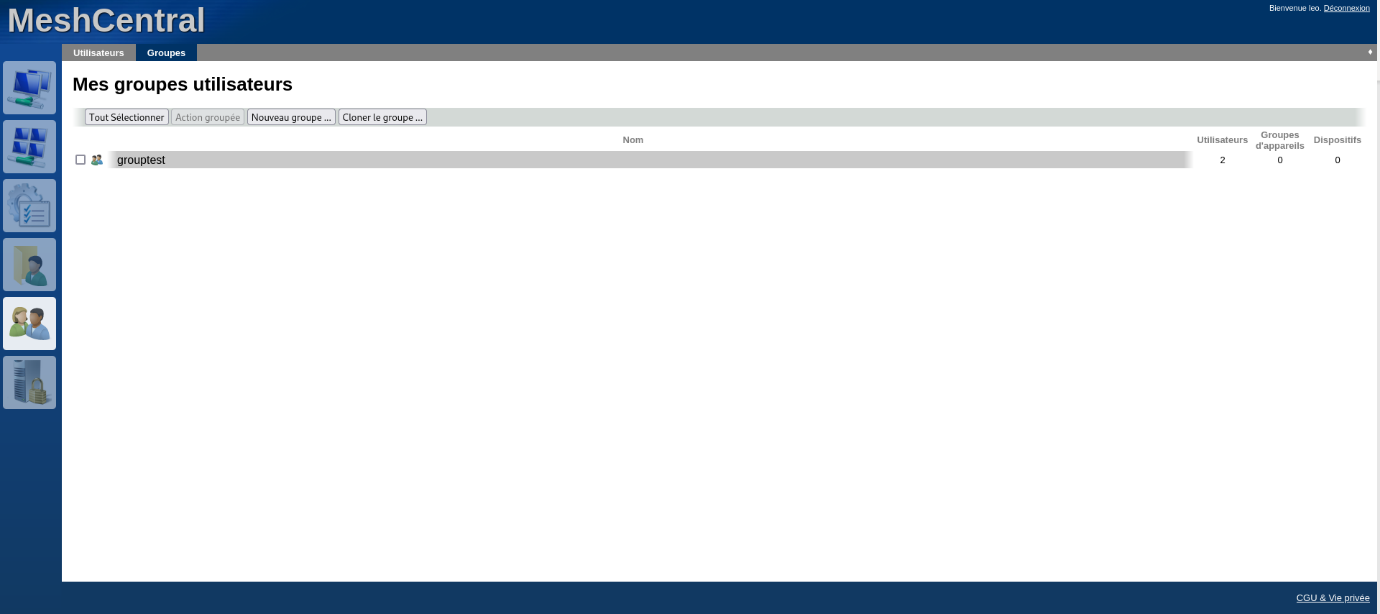 MeshCentral
Bienvenue leo. Déconnexion
Utilisateurs Groupes
Mes groupes utilisateurs
Tout Sélectionner Action groupée Nouveau groupe ... Cloner le groupe ...
Nom Utilisateurs Groupes d'appareils Dispositifs
grouptest 2 0 0
CGU & Vie privée